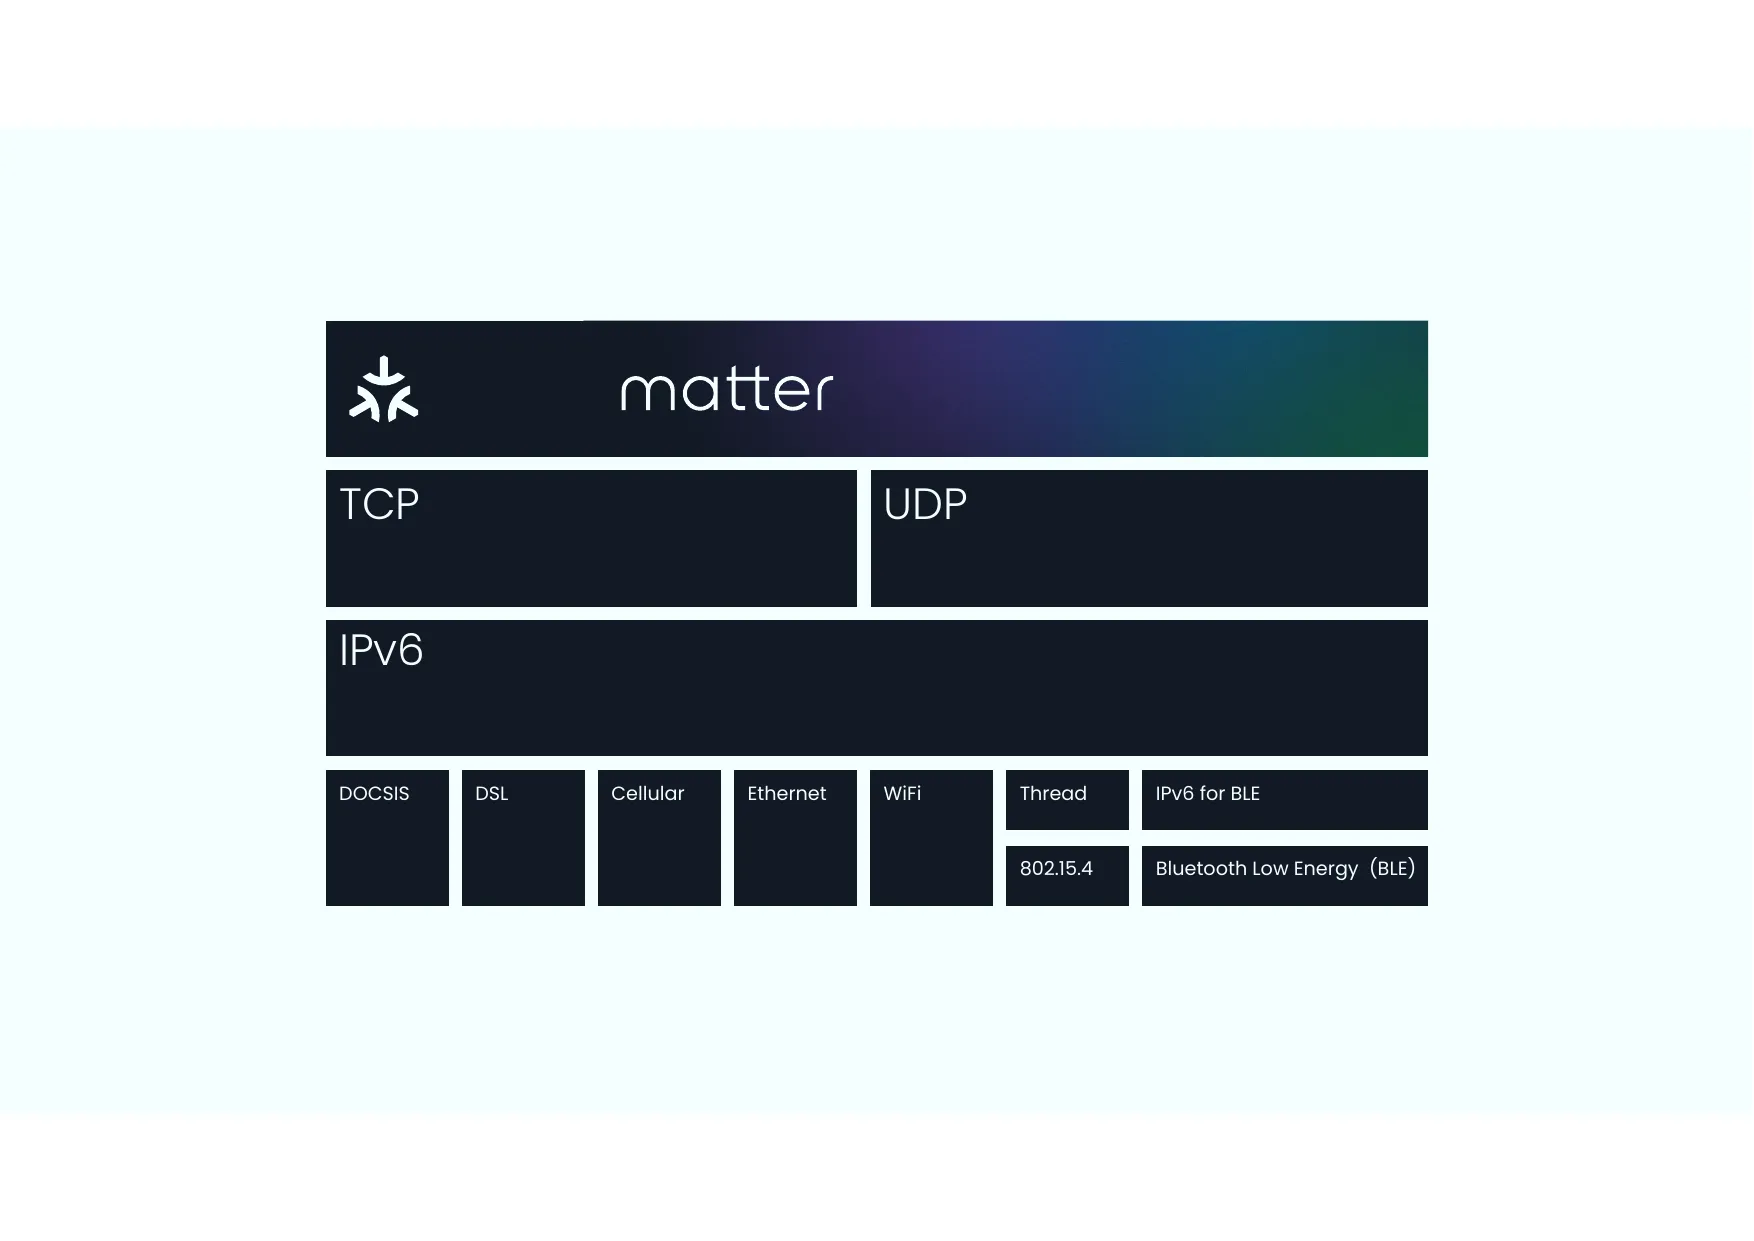 matter
TCP
UDP
IPv6
DOCSIS
DSL
Cellular
Ethernet
WiFi
Thread
IPv6 for BLE
802.15.4
Bluetooth Low Energy (BLE)